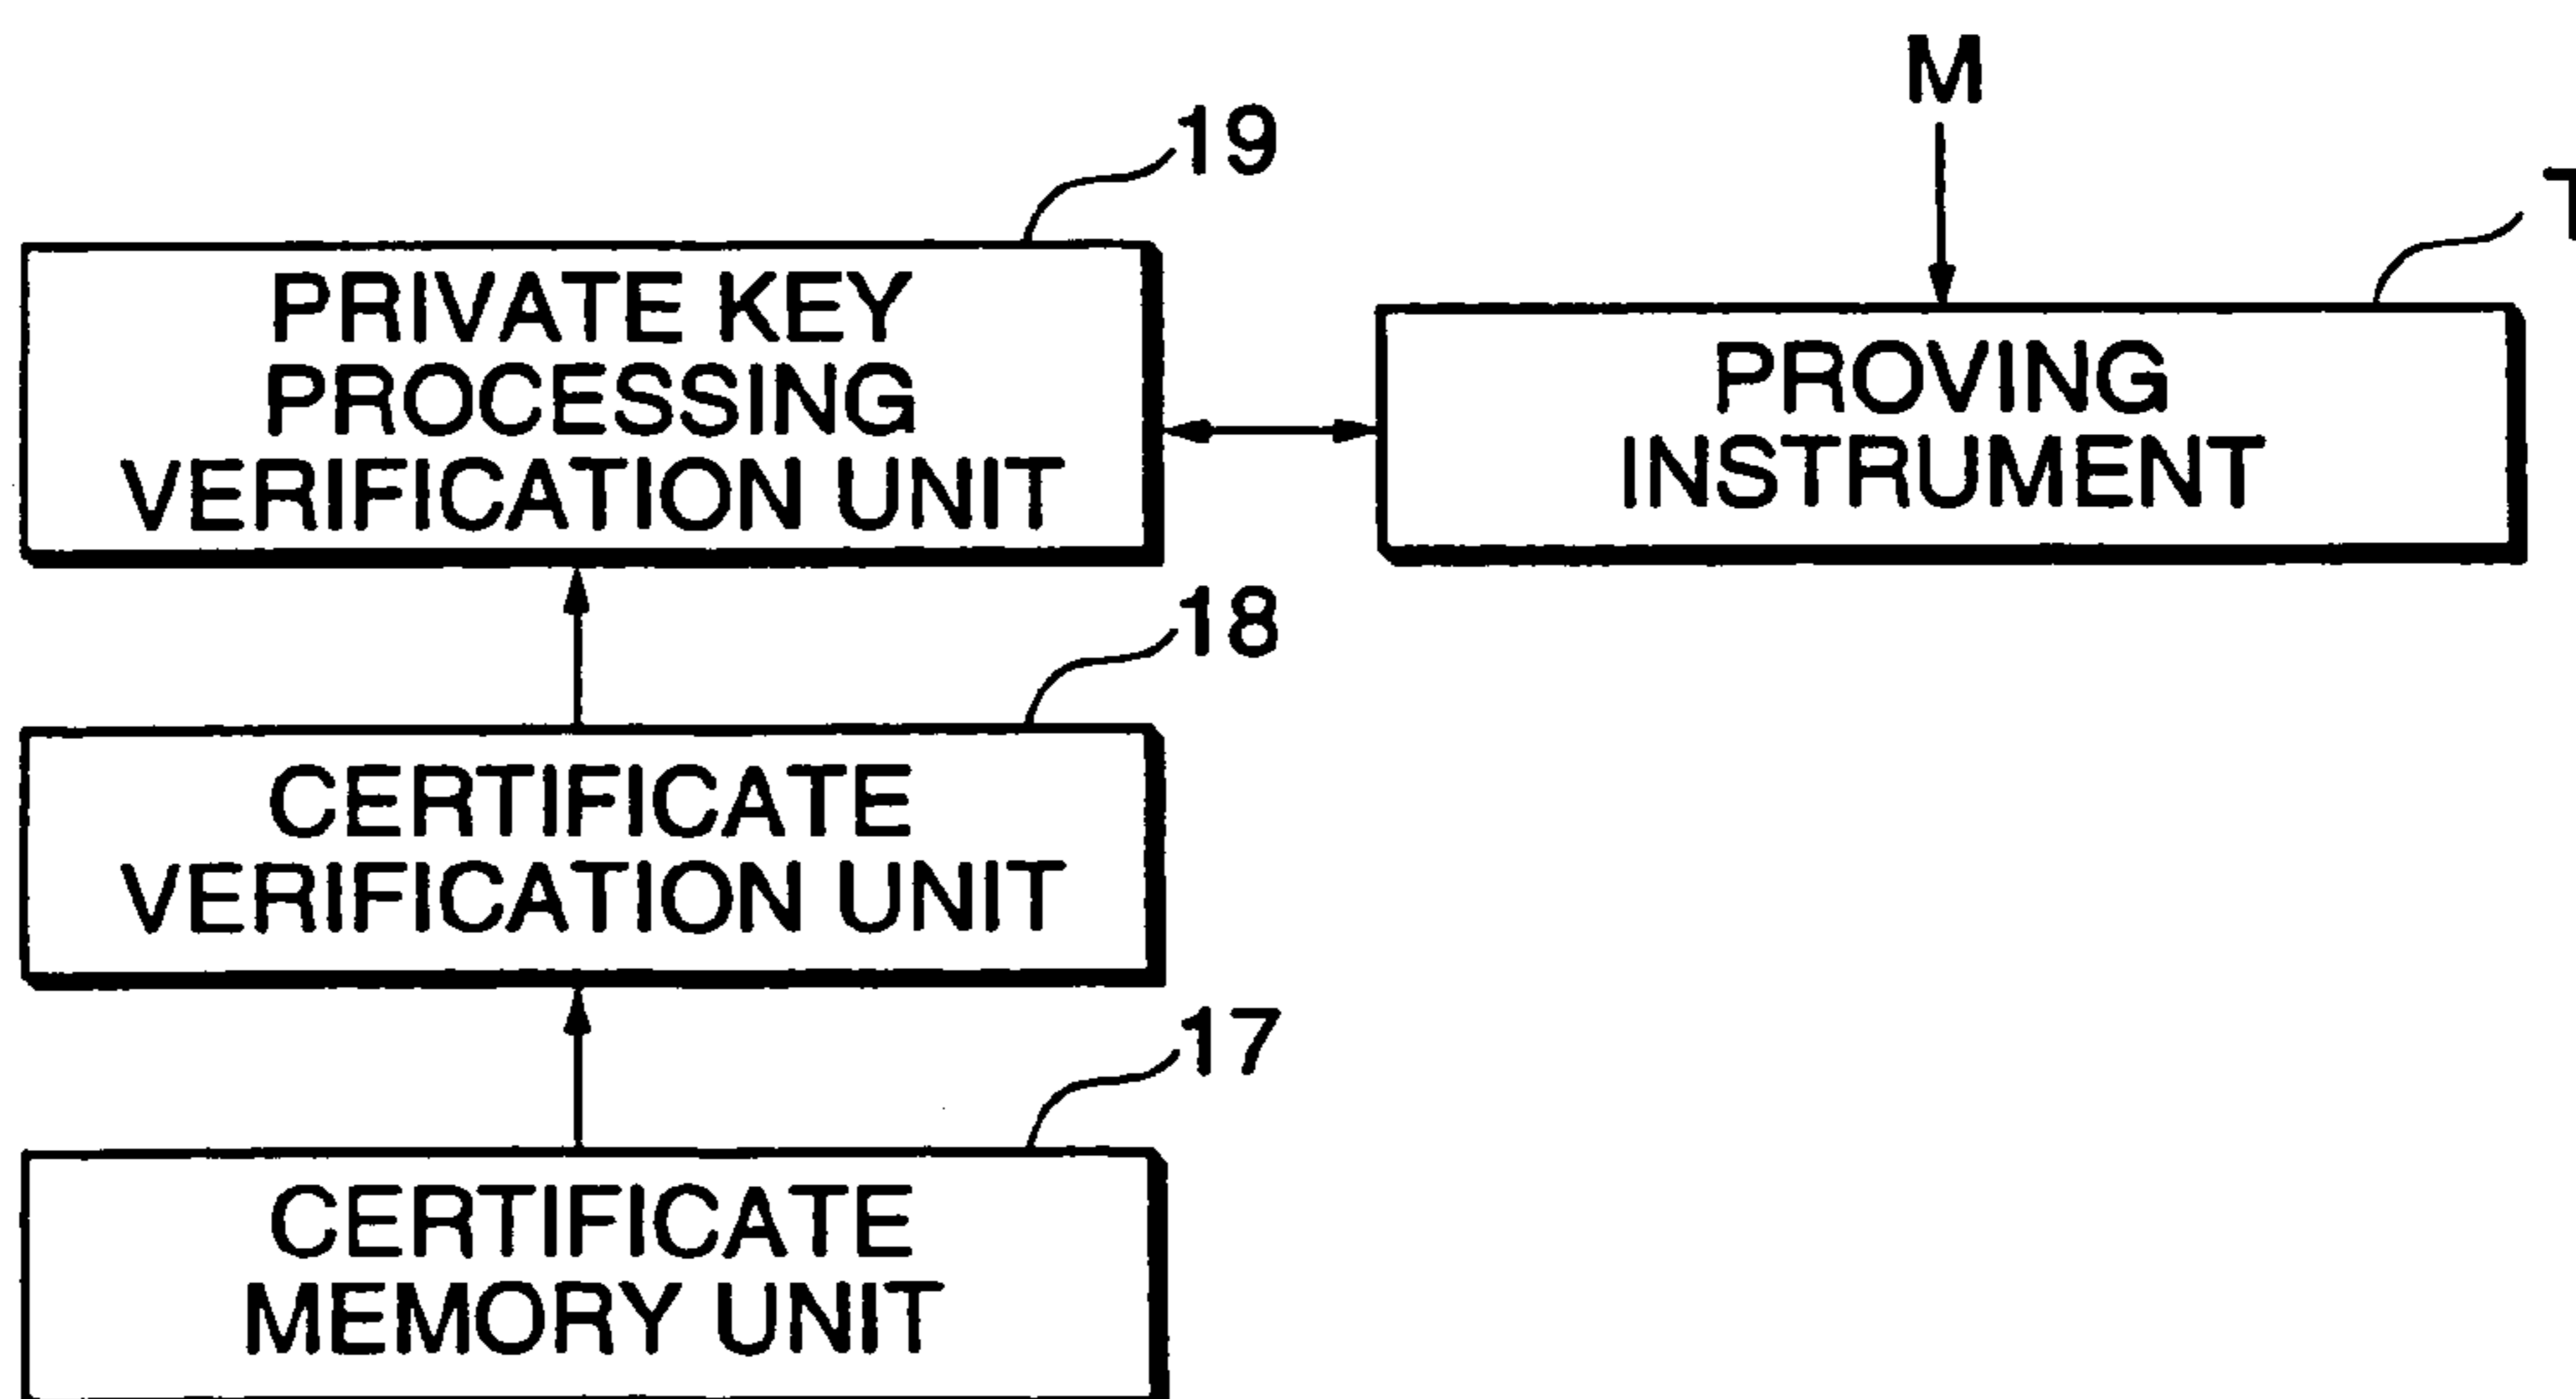 M
19
T
PRIVATE KEY
PROCESSING
VERIFICATION UNIT
PROVING
INSTRUMENT
18
CERTIFICATE
VERIFICATION UNIT
17
CERTIFICATE
MEMORY UNIT